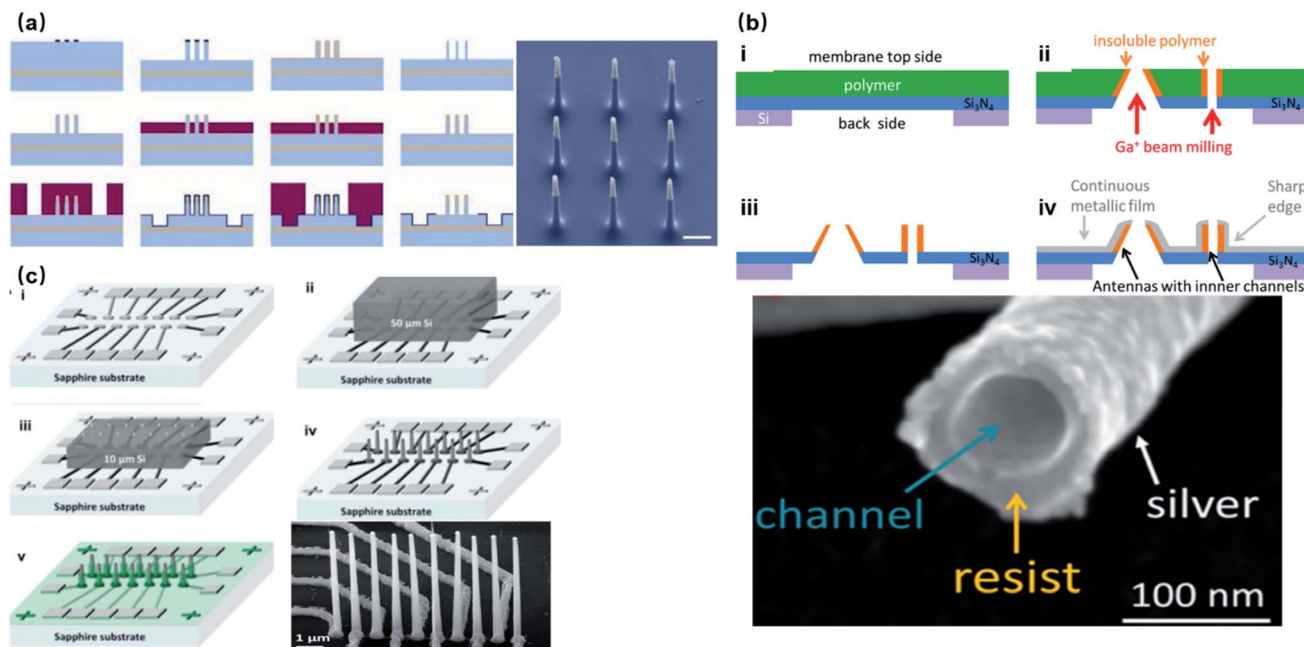 (a)
(b)
i
membrane top side
polymer
Si₃N₄
Si
back side
ii
insoluble polymer
Si₃N₄
Ga⁺ beam milling
iii
iv
Continuous
metallic film
Sharp
edge
Si₃N₄
Antennas with innner channels
channel
resist
silver
100 nm
(c)
i
Sapphire substrate
ii
50 µm Si
Sapphire substrate
iii
10 µm Si
Sapphire substrate
iv
Sapphire substrate
v
Sapphire substrate
1 µm